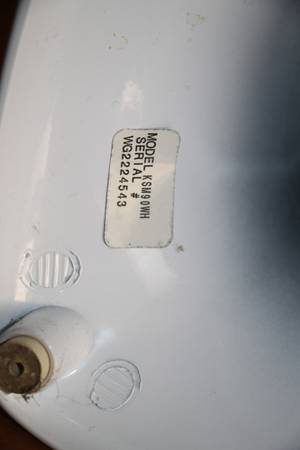 MODEL KSM90WH
SERIAL #
WG2224543